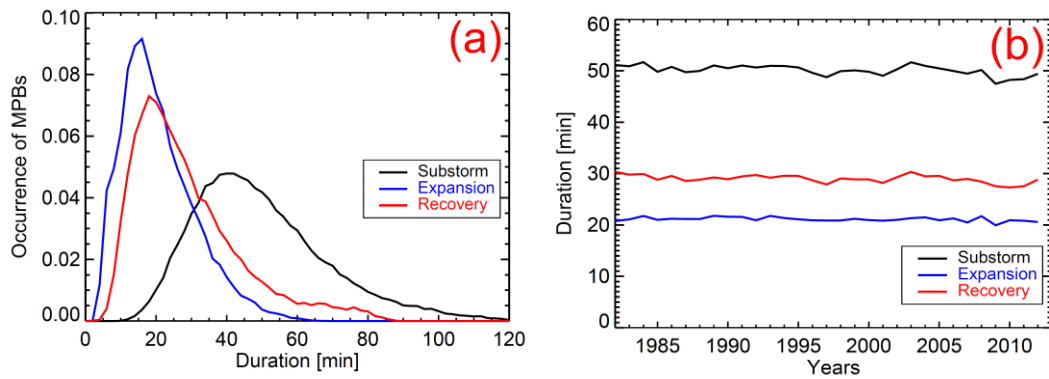 (a)
Occurrence of MPBs
0.10
0.08
0.06
0.04
0.02
0.00
Substorm
Expansion
Recovery
0 20 40 60 80 100 120
Duration [min]
(b)
Duration [min]
60
50
40
30
20
10
0
Substorm
Expansion
Recovery
1985 1990 1995 2000 2005 2010
Years